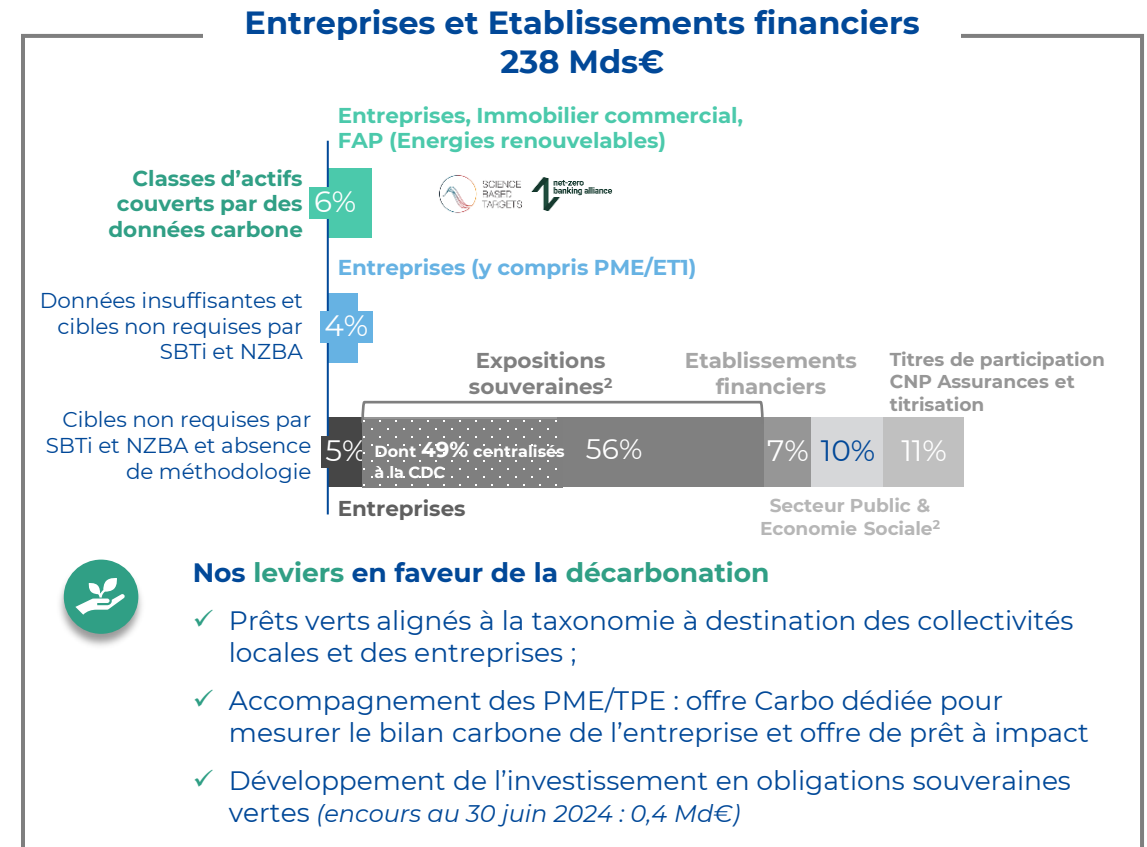 Entreprises et Etablissements financiers
238 Mds€
Entreprises, Immobilier commercial,
FAP (Energies renouvelables)
Classes d’actifs
couverts par des
données carbone
6%
SCIENCE
BASED
TARGETS
net-zero
banking alliance
Entreprises (y compris PME/ET1)
Données insuffisantes et
cibles non requises par
SBTi et NZBA
4%
Expositions
souveraines²
Etablissements
financiers
Titres de participation
CNP Assurances et
titrisation
Cibles non requises par
SBTi et NZBA et absence
de méthodologie
5%
Dont 49% centralisés
à la CDC
56%
7%
10%
11%
Entreprises
Secteur Public &
Economie Sociale²
Nos leviers en faveur de la décarbonation
✓ Prêts verts alignés à la taxonomie à destination des collectivités
locales et des entreprises ;
✓ Accompagnement des PME/TPE : offre Carbo dédiée pour
mesurer le bilan carbone de l’entreprise et offre de prêt à impact
✓ Développement de l’investissement en obligations souveraines
vertes (encours au 30 juin 2024 : 0,4 Md€)